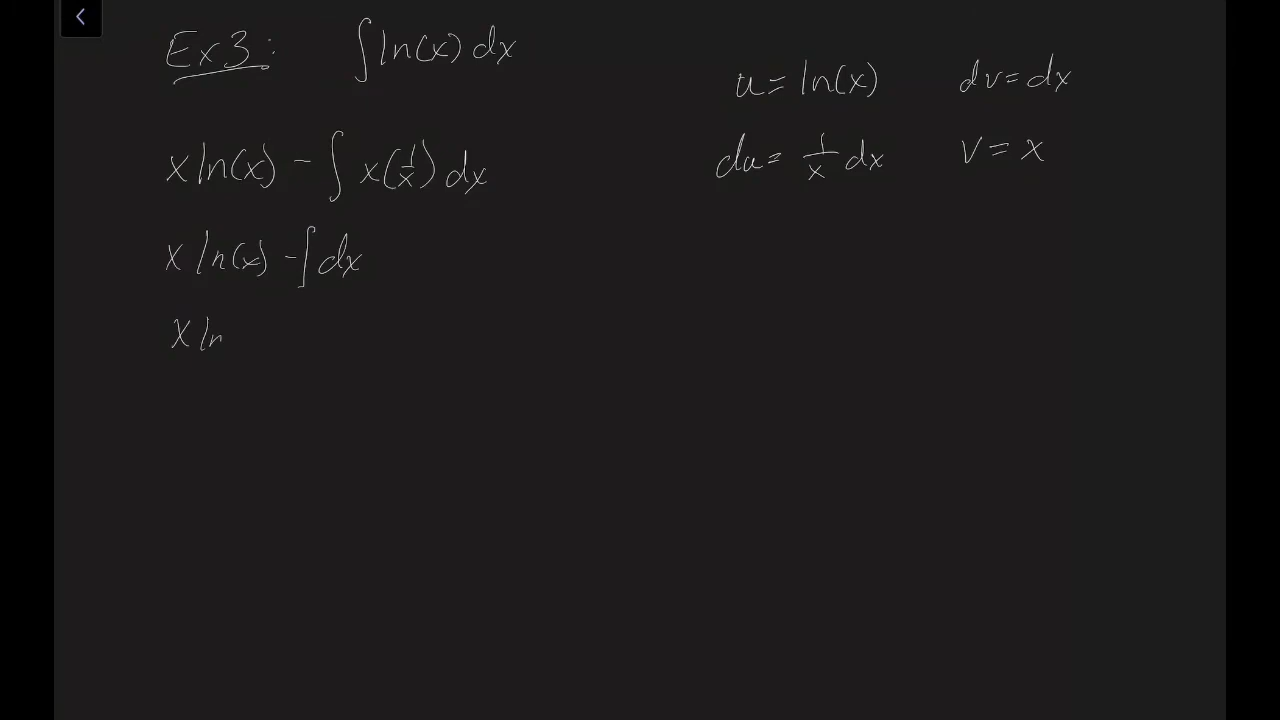 Ex3: ∫ ln(x) dx
u = ln(x) dv = dx
du = 1/x dx v = x
x ln(x) - ∫ x(1/x) dx
x ln(x) - ∫ dx
x ln